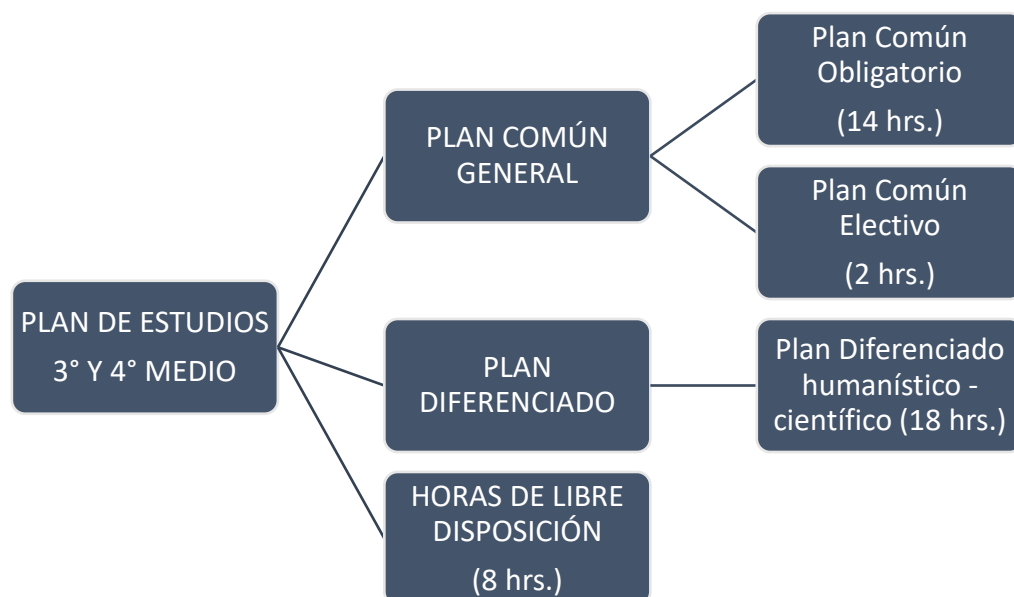 PLAN DE ESTUDIOS
3° Y 4° MEDIO
PLAN COMÚN
GENERAL
Plan Común
Obligatorio
(14 hrs.)
Plan Común
Electivo
(2 hrs.)
PLAN
DIFERENCIADO
Plan Diferenciado
humanístico -
científico (18 hrs.)
HORAS DE LIBRE
DISPOSICIÓN
(8 hrs.)